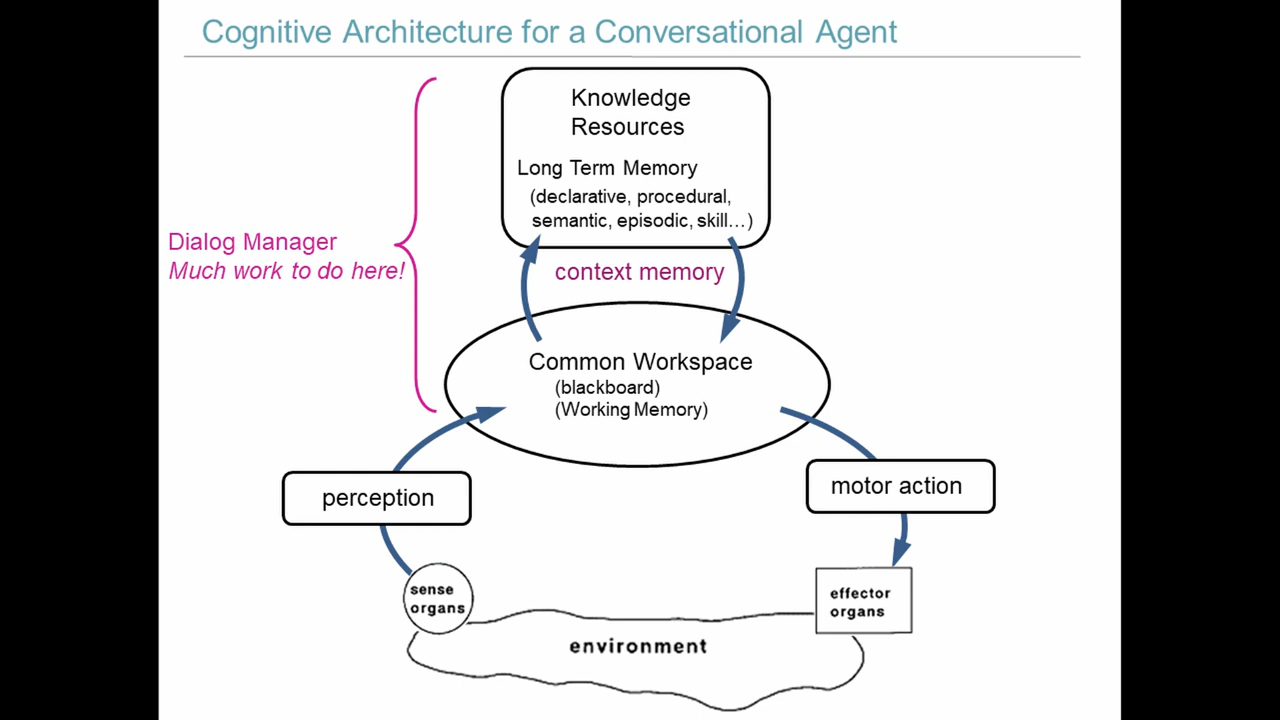 Cognitive Architecture for a Conversational Agent
Knowledge
Resources
Long Term Memory
(declarative, procedural,
semantic, episodic, skill…)
Dialog Manager
Much work to do here!
context memory
Common Workspace
(blackboard)
(Working Memory)
perception
motor action
sense
organs
effector
organs
environment